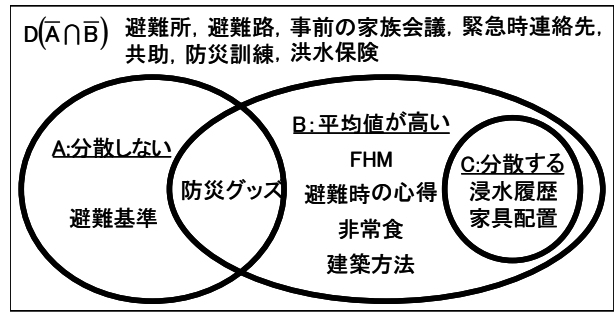 D(A̅∩B̅) 避難所, 避難路, 事前の家族会議, 緊急時連絡先,
共助, 防災訓練, 洪水保険
A:分散しない
避難基準
防災グッズ
B:平均値が高い
FHM
避難時の心得
非常食
建築方法
C:分散する
浸水履歴
家具配置